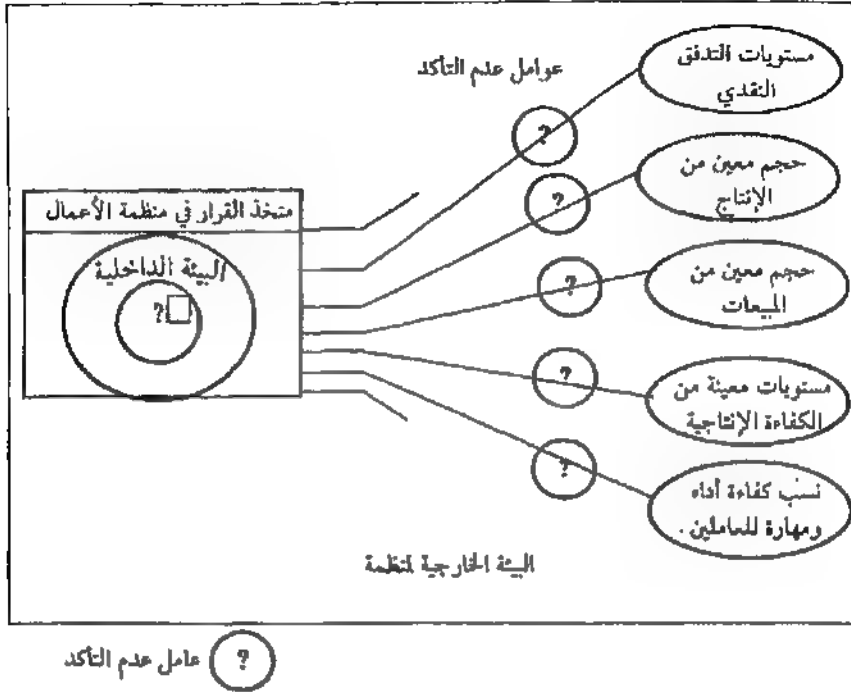 عوامل عدم التأكد
مستويات التدفق
النقدي
?
حجم معين من
الإنتاج
?
متخذ القرار في منظمة الأعمال
البيئة الداخلية
?
حجم معين من
المبيعات
?
مستويات معينة من
الكفاءة الإنتاجية
?
نسب كفاءة أداء
ومهارة للعاملين .
?
البيئة الخارجية لمنظمة
? عامل عدم التأكد